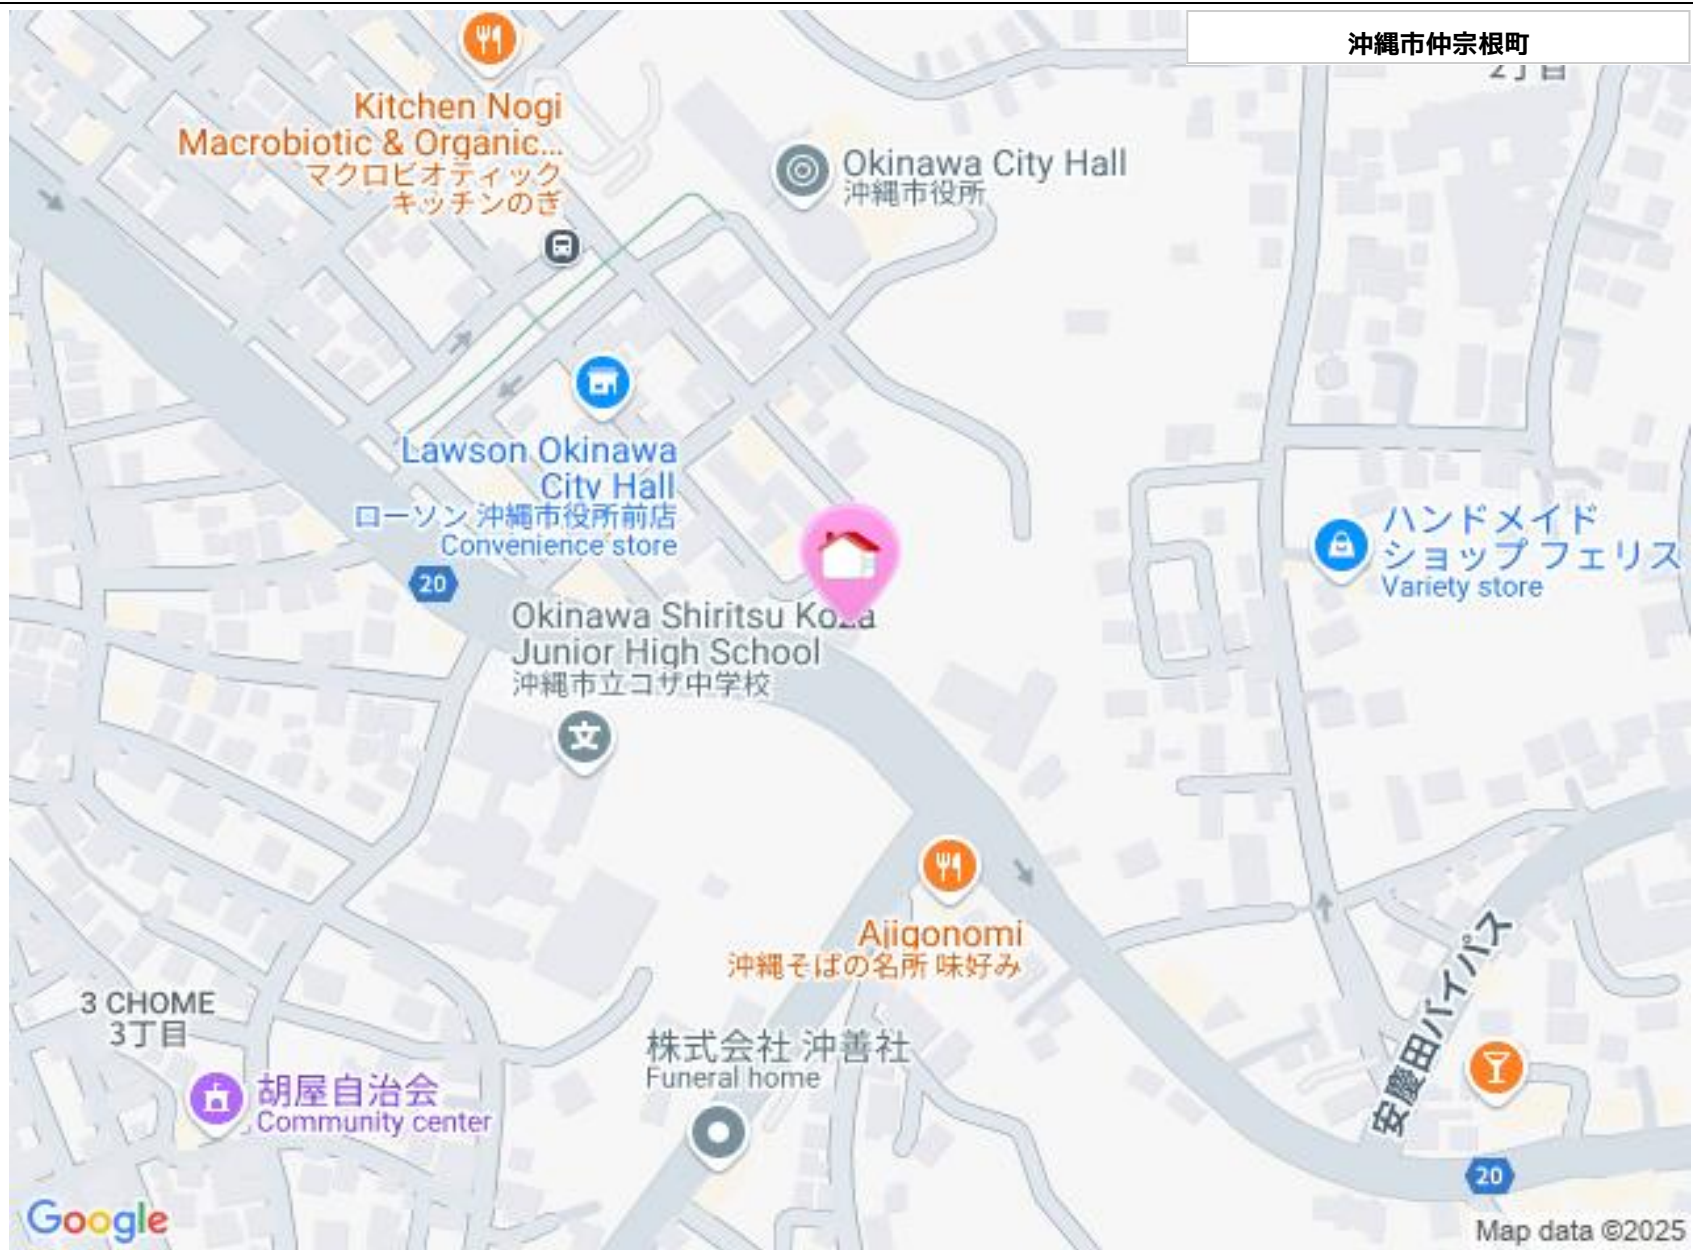 沖縄市仲宗根町
2丁目
Kitchen Nogi
Macrobiotic & Organic...
マクロビオティック
キッチンのぎ
Okinawa City Hall
沖縄市役所
Lawson Okinawa
City Hall
ローソン 沖縄市役所前店
Convenience store
ハンドメイド
ショップ フェリス
Variety store
20
Okinawa Shiritsu Koza
Junior High School
沖縄市立コザ中学校
文
Ajigonomi
沖縄そばの名所 味好み
安慶田バイパス
3 CHOME
3丁目
株式会社 沖善社
Funeral home
胡屋自治会
Community center
20
Google
Map data ©2025